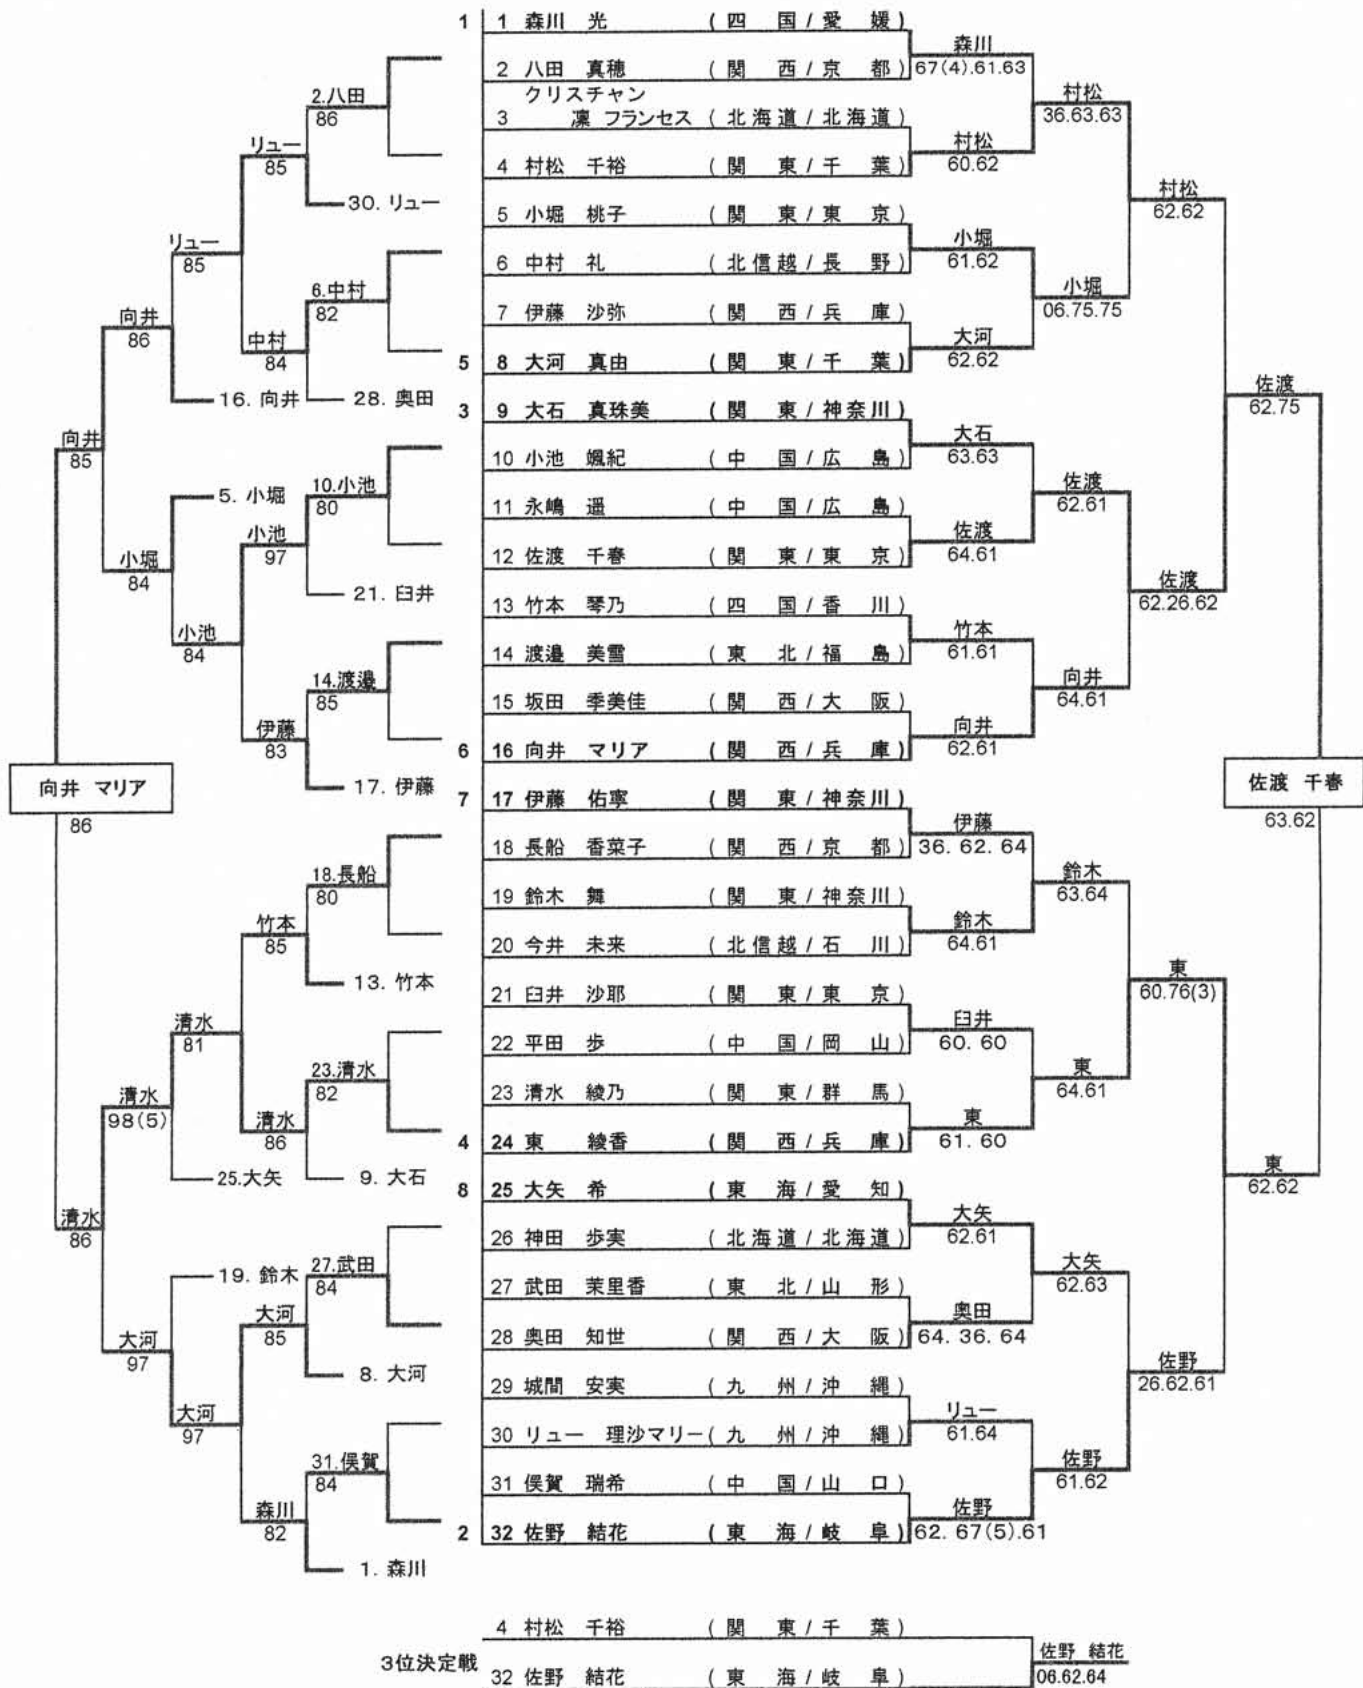 1 1 森川 光 (四 国/愛 媛)
森川
2 八田 真穂 (関 西/京 都) 67(4).61.63
2.八田 クリスチャン 村松
86 3 凜 フランセス (北海道/北海道) 36.63.63
リュー 村松
85 4 村松 千裕 (関 東/千 葉) 60.62
村松
30. リュー 5 小堀 桃子 (関 東/東 京) 62.62
リュー 小堀
85 6 中村 礼 (北信越/長 野) 61.62
6.中村 小堀
82 7 伊藤 沙弥 (関 西/兵 庫) 06.75.75
向井 大河
86 中村
84 5 8 大河 真由 (関 東/千 葉) 62.62
佐渡
16. 向井 28. 奥田 3 9 大石 真珠美 (関 東/神奈川) 62.75
向井 大石
85 10 小池 颯紀 (中 国/広 島) 63.63
5. 小堀 10.小池 佐渡
80 11 永嶋 遥 (中 国/広 島) 62.61
小池 佐渡
小堀 97 12 佐渡 千春 (関 東/東 京) 64.61
84 佐渡
21. 臼井 13 竹本 琴乃 (四 国/香 川) 62.26.62
小池 竹本
84 14 渡邉 美雪 (東 北/福 島) 61.61
14.渡邉 向井
85 15 坂田 季美佳 (関 西/大 阪) 64.61
伊藤 向井
83 6 16 向井 マリア (関 西/兵 庫) 62.61
向井 マリア 17. 伊藤 佐渡 千春
86 7 17 伊藤 佑寧 (関 東/神奈川) 63.62
伊藤
18 長船 香菜子 (関 西/京 都) 36. 62. 64
18.長船 鈴木
80 19 鈴木 舞 (関 東/神奈川) 63.64
竹本 鈴木
85 20 今井 未来 (北信越/石 川) 64.61
東
13. 竹本 21 臼井 沙耶 (関 東/東 京) 60.76(3)
清水 臼井
81 22 平田 歩 (中 国/岡 山) 60. 60
23.清水 東
清水 82 23 清水 綾乃 (関 東/群 馬) 64.61
98(5) 清水 東
86 4 24 東 綾香 (関 西/兵 庫) 61. 60
東
25.大矢 9. 大石 8 25 大矢 希 (東 海/愛 知) 62.62
清水 大矢
86 26 神田 歩実 (北海道/北海道) 62.61
19. 鈴木 27.武田 大矢
84 27 武田 茉里香 (東 北/山 形) 62.63
大河 大河 奥田
97 85 28 奥田 知世 (関 西/大 阪) 64. 36. 64
佐野
8. 大河 29 城間 安実 (九 州/沖 縄) 26.62.61
大河 リュー
97 30 リュー 理沙マリー (九 州/沖 縄) 61.64
31.俣賀 佐野
84 31 俣賀 瑞希 (中 国/山 口) 61.62
森川 佐野
82 2 32 佐野 結花 (東 海/岐 阜) 62. 67(5).61
1. 森川
4 村松 千裕 (関 東/千 葉)
3位決定戦 佐野 結花
32 佐野 結花 (東 海/岐 阜) 06.62.64